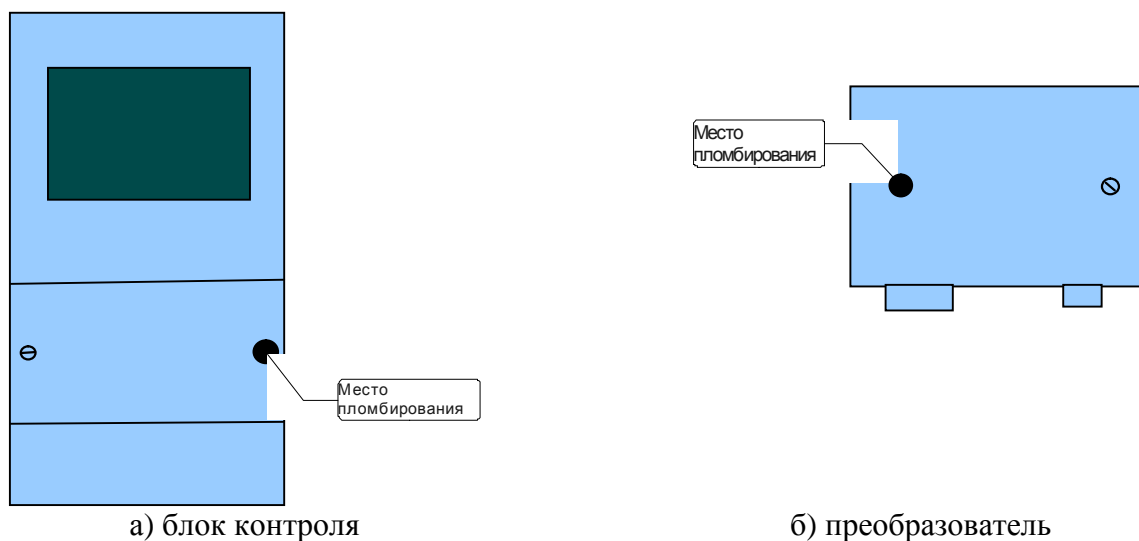 Место
пломбирования
Место
пломбирования
а) блок контроля
б) преобразователь